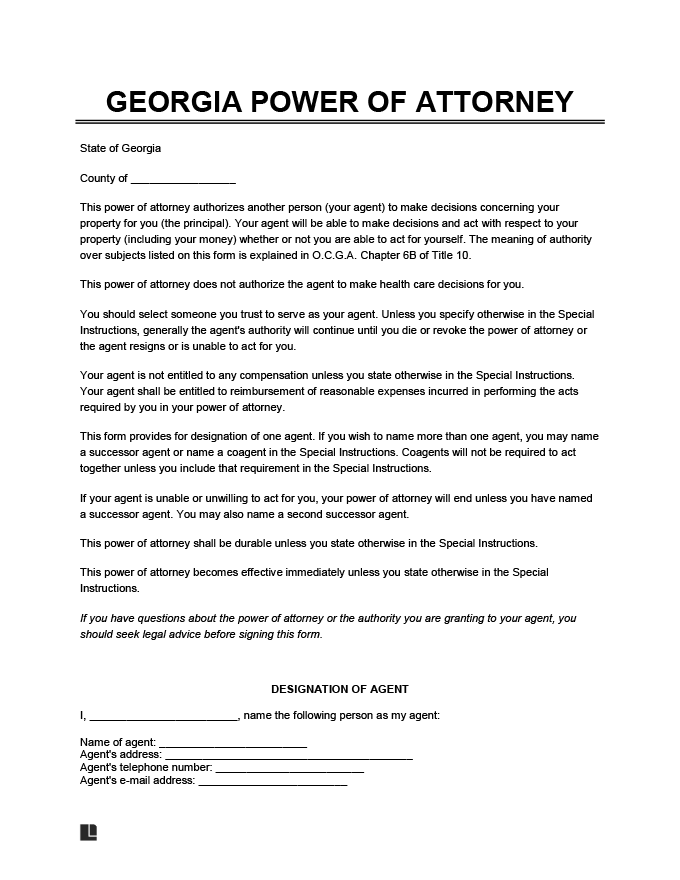 GEORGIA POWER OF ATTORNEY
State of Georgia
County of _________________
This power of attorney authorizes another person (your agent) to make decisions concerning your
property for you (the principal). Your agent will be able to make decisions and act with respect to your
property (including your money) whether or not you are able to act for yourself. The meaning of authority
over subjects listed on this form is explained in O.C.G.A. Chapter 6B of Title 10.
This power of attorney does not authorize the agent to make health care decisions for you.
You should select someone you trust to serve as your agent. Unless you specify otherwise in the Special
Instructions, generally the agent's authority will continue until you die or revoke the power of attorney or
the agent resigns or is unable to act for you.
Your agent is not entitled to any compensation unless you state otherwise in the Special Instructions.
Your agent shall be entitled to reimbursement of reasonable expenses incurred in performing the acts
required by you in your power of attorney.
This form provides for designation of one agent. If you wish to name more than one agent, you may name
a successor agent or name a coagent in the Special Instructions. Coagents will not be required to act
together unless you include that requirement in the Special Instructions.
If your agent is unable or unwilling to act for you, your power of attorney will end unless you have named
a successor agent. You may also name a second successor agent.
This power of attorney shall be durable unless you state otherwise in the Special Instructions.
This power of attorney becomes effective immediately unless you state otherwise in the Special
Instructions.
If you have questions about the power of attorney or the authority you are granting to your agent, you
should seek legal advice before signing this form.
DESIGNATION OF AGENT
I, ________________________, name the following person as my agent:
Name of agent: ________________________
Agent's address: ________________________________________
Agent's telephone number: ________________________
Agent's e-mail address: ________________________